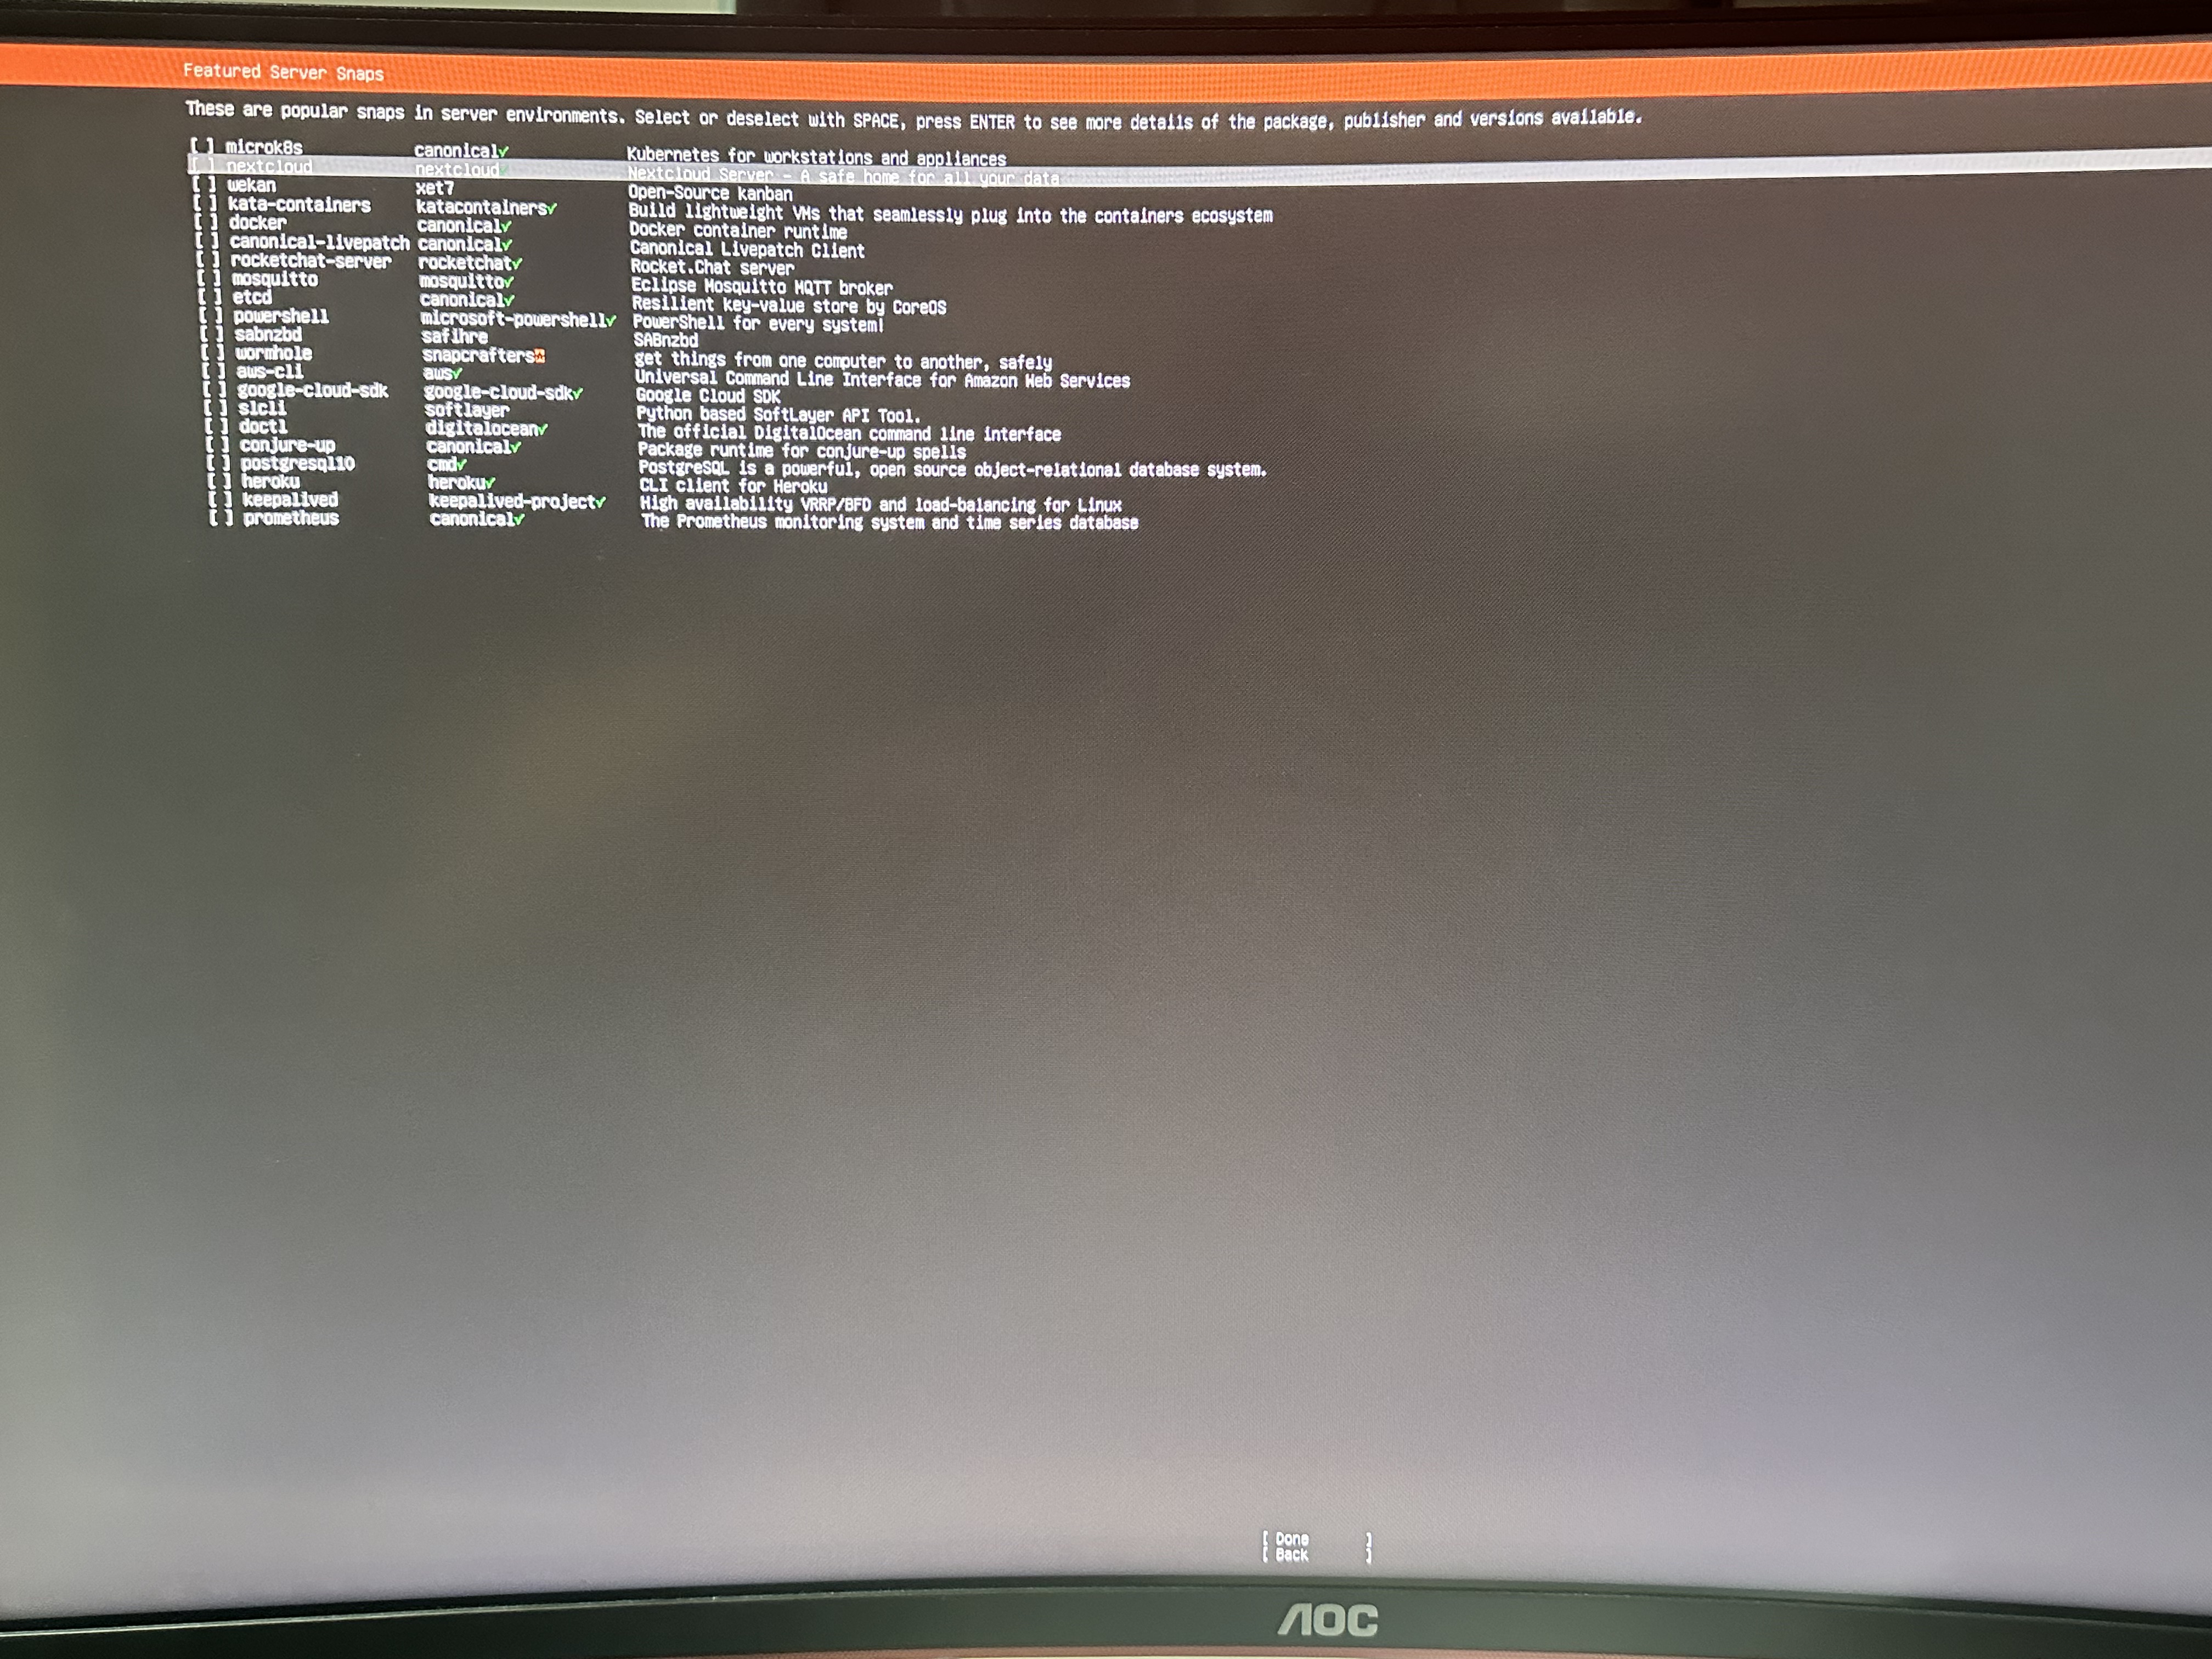 Featured Server Snaps
These are popular snaps in server environments. Select or deselect with SPACE, press ENTER to see more details of the package, publisher and versions available.
[ ] microk8s canonical✓ Kubernetes for workstations and appliances
[ ] nextcloud nextcloud✓ Nextcloud Server - A safe home for all your data
[ ] wekan xet7 Open-Source kanban
[ ] kata-containers katacontainers✓ Build lightweight VMs that seamlessly plug into the containers ecosystem
[ ] docker canonical✓ Docker container runtime
[ ] canonical-livepatch canonical✓ Canonical Livepatch Client
[ ] rocketchat-server rocketchat✓ Rocket.Chat server
[ ] mosquitto mosquitto✓ Eclipse Mosquitto MQTT broker
[ ] etcd canonical✓ Resilient key-value store by CoreOS
[ ] powershell microsoft-powershell✓ PowerShell for every system!
[ ] sabnzbd safihre SABnzbd
[ ] wormhole snapcrafters get things from one computer to another, safely
[ ] aws-cli aws✓ Universal Command Line Interface for Amazon Web Services
[ ] google-cloud-sdk google-cloud-sdk✓ Google Cloud SDK
[ ] slcli softlayer Python based SoftLayer API Tool.
[ ] doctl digitalocean✓ The official DigitalOcean command line interface
[ ] conjure-up canonical✓ Package runtime for conjure-up spells
[ ] postgresql10 cmd✓ PostgreSQL is a powerful, open source object-relational database system.
[ ] heroku heroku✓ CLI client for Heroku
[ ] keepalived keepalived-project✓ High availability VRRP/BFD and load-balancing for Linux
[ ] prometheus canonical✓ The Prometheus monitoring system and time series database
[ Done ]
[ Back ]
AOC